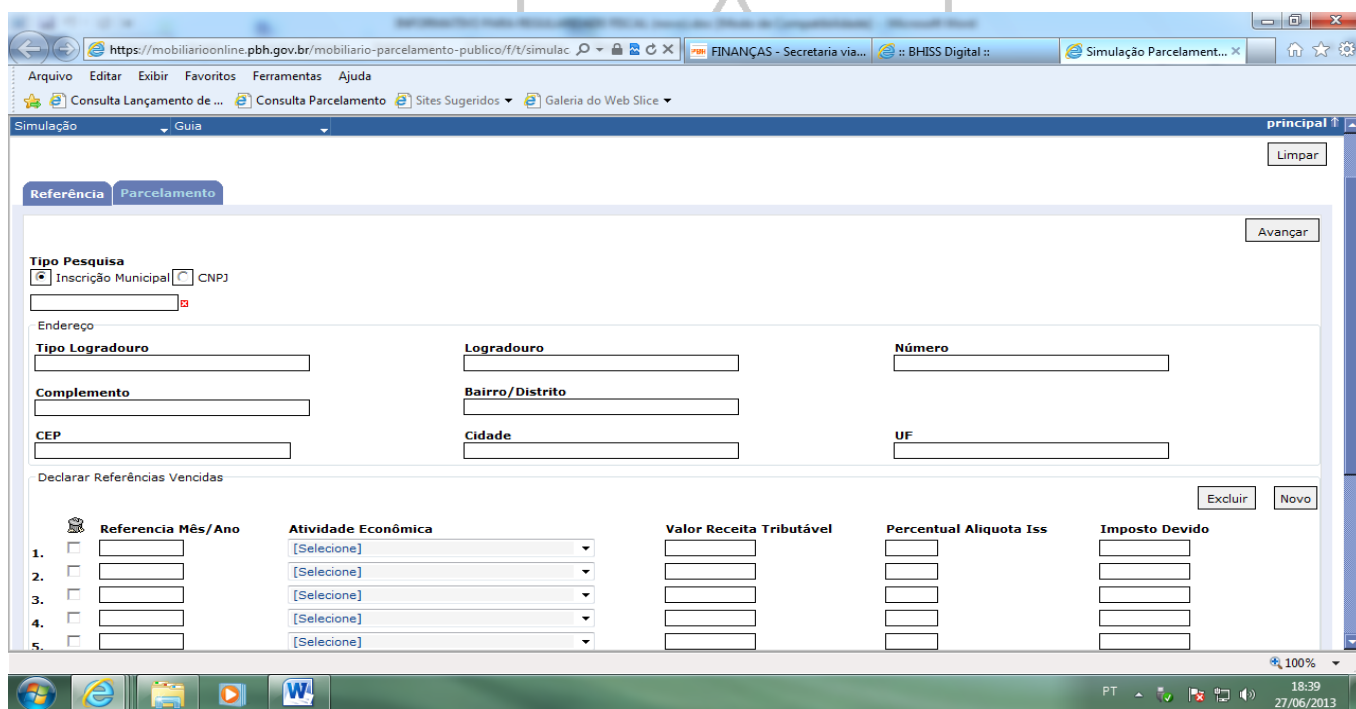 https://mobiliarioonline.pbh.gov.br/mobiliario-parcelamento-publico/f/t/simulac
FINANÇAS - Secretaria via...
:: BHISS Digital ::
Simulação Parcelament...
Arquivo Editar Exibir Favoritos Ferramentas Ajuda
Consulta Lançamento de ... Consulta Parcelamento Sites Sugeridos Galeria do Web Slice
Simulação Guia principal
Limpar
Referência Parcelamento
Avançar
Tipo Pesquisa
Inscrição Municipal CNPJ
Endereço
Tipo Logradouro Logradouro Número
Complemento Bairro/Distrito
CEP Cidade UF
Declarar Referências Vencidas
Excluir Novo
Referencia Mês/Ano Atividade Econômica Valor Receita Tributável Percentual Aliquota Iss Imposto Devido
1. [Selecione]
2. [Selecione]
3. [Selecione]
4. [Selecione]
5. [Selecione]
100%
PT 18:39
27/06/2013